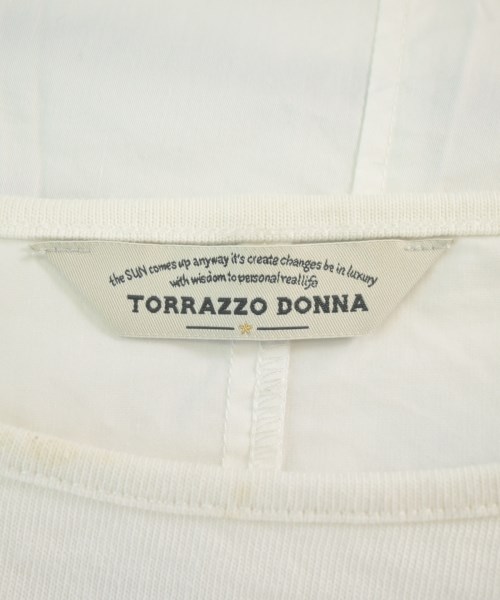 the SUN comes up anyway it's create changes be in luxury
with wisdom to personal real life
TORRAZZO DONNA